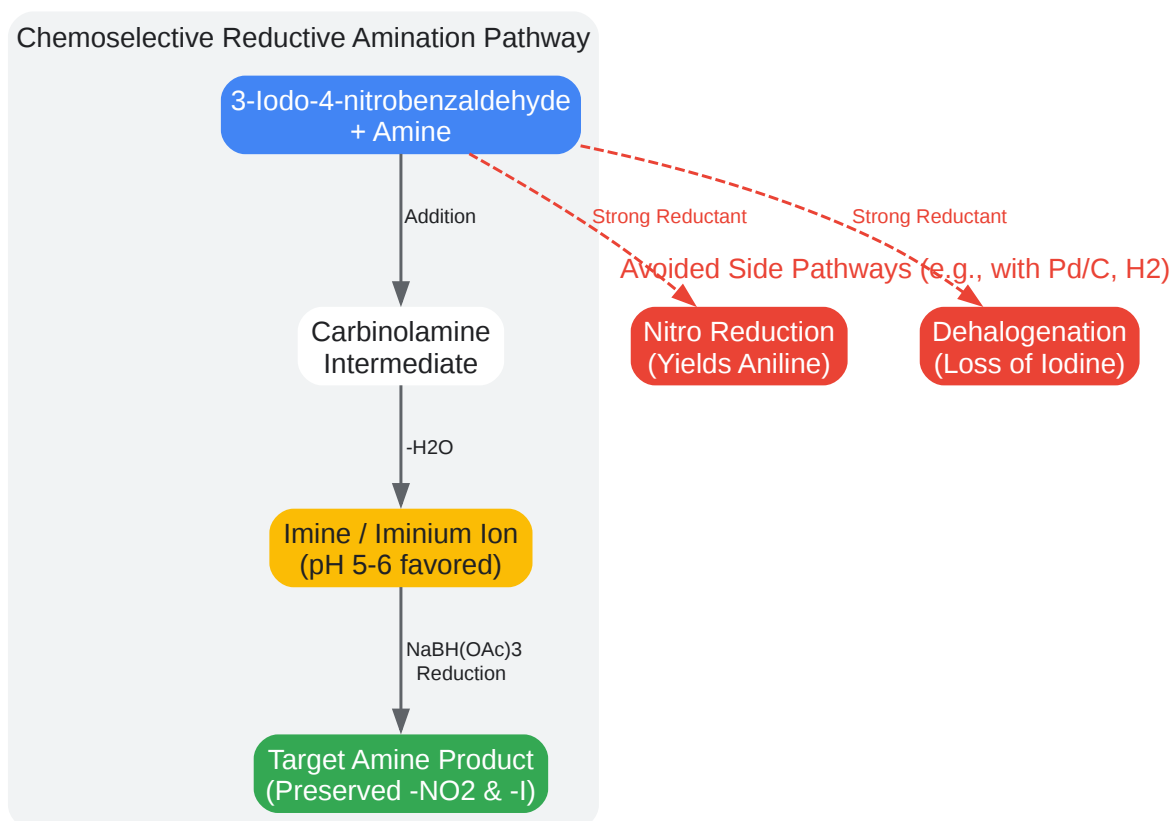 Chemoselective Reductive Amination Pathway
3-Iodo-4-nitrobenzaldehyde
+ Amine
Addition
Strong Reductant
Strong Reductant
Avoided Side Pathways (e.g., with Pd/C, H2)
Carbinolamine
Intermediate
Nitro Reduction
(Yields Aniline)
Dehalogenation
(Loss of Iodine)
-H2O
Imine / Iminium Ion
(pH 5-6 favored)
NaBH(OAc)3
Reduction
Target Amine Product
(Preserved -NO2 & -I)